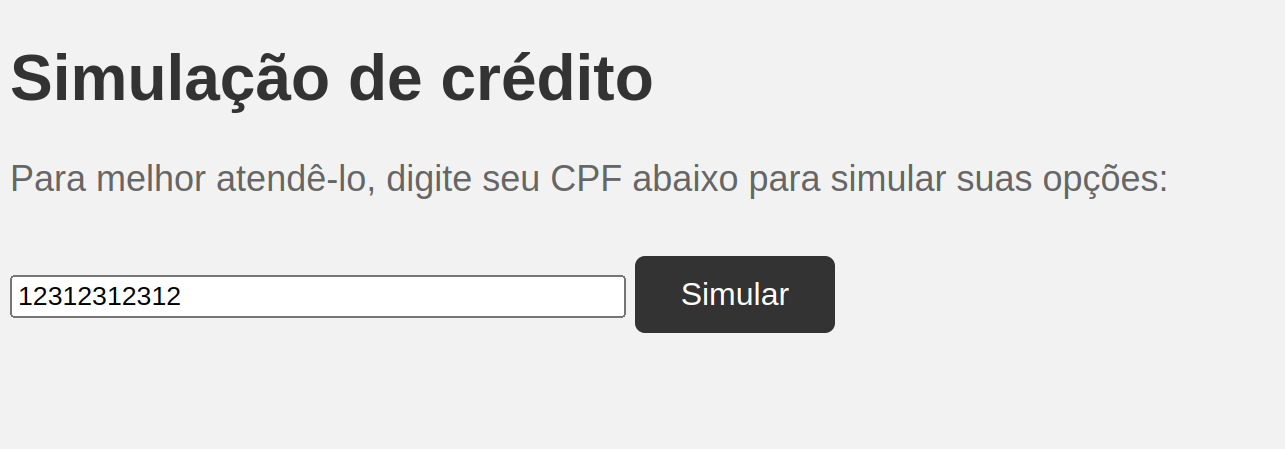 Simulação de crédito
Para melhor atendê-lo, digite seu CPF abaixo para simular suas opções:
12312312312 Simular